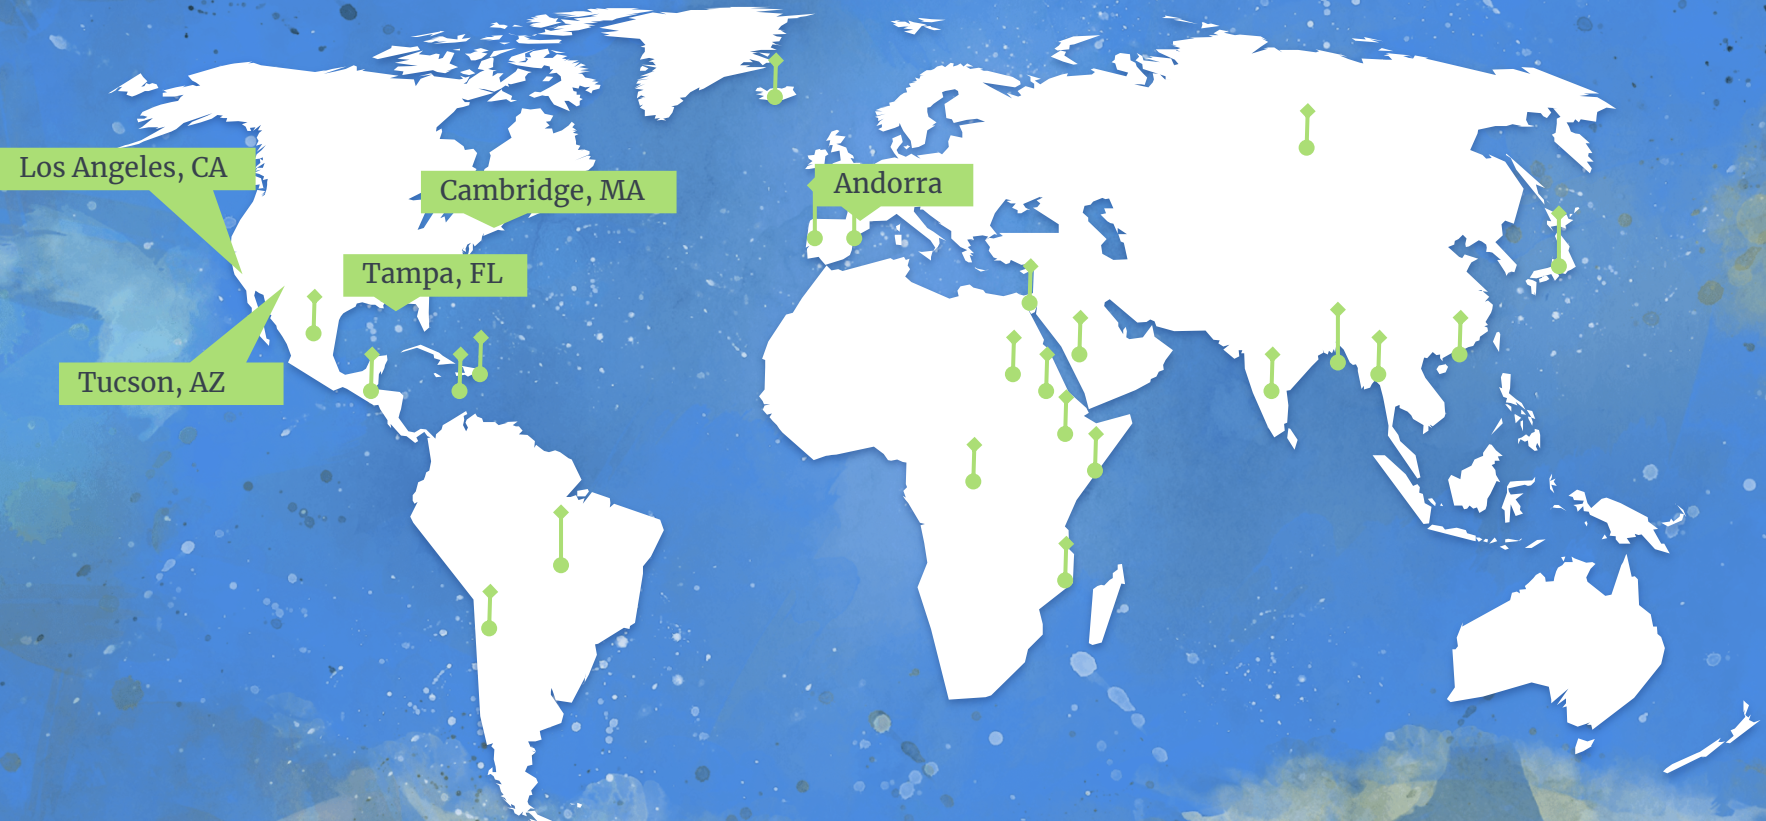 Los Angeles, CA
Cambridge, MA
Andorra
Tampa, FL
Tucson, AZ